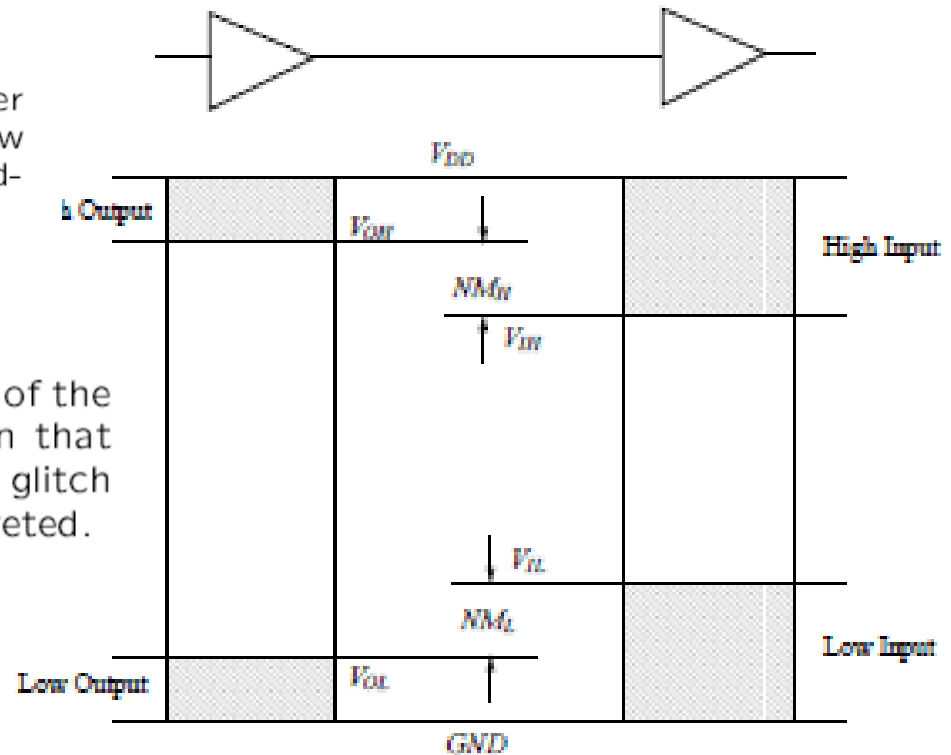 er
w
d-
V_DD
h Output
V_OH
High Input
NM_H
V_IH
of the
n that
glitch
eted.
V_IL
NM_L
Low Input
Low Output
V_OL
GND